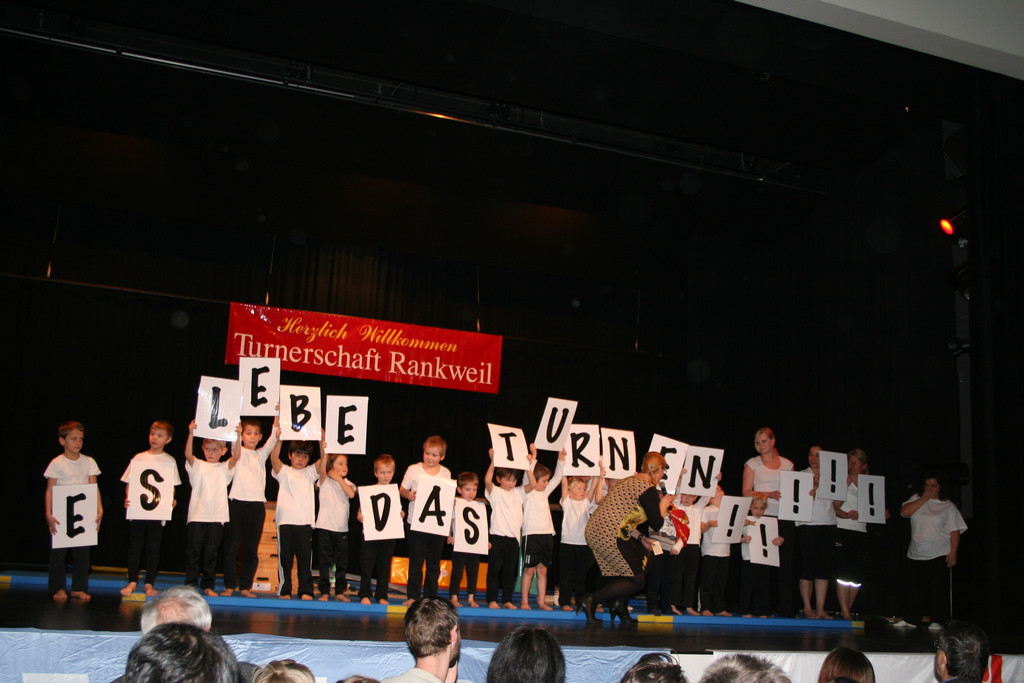 Herzlich Willkommen
Turnerschaft Rankweil
ES LEBE DAS TURNEN !!!!!